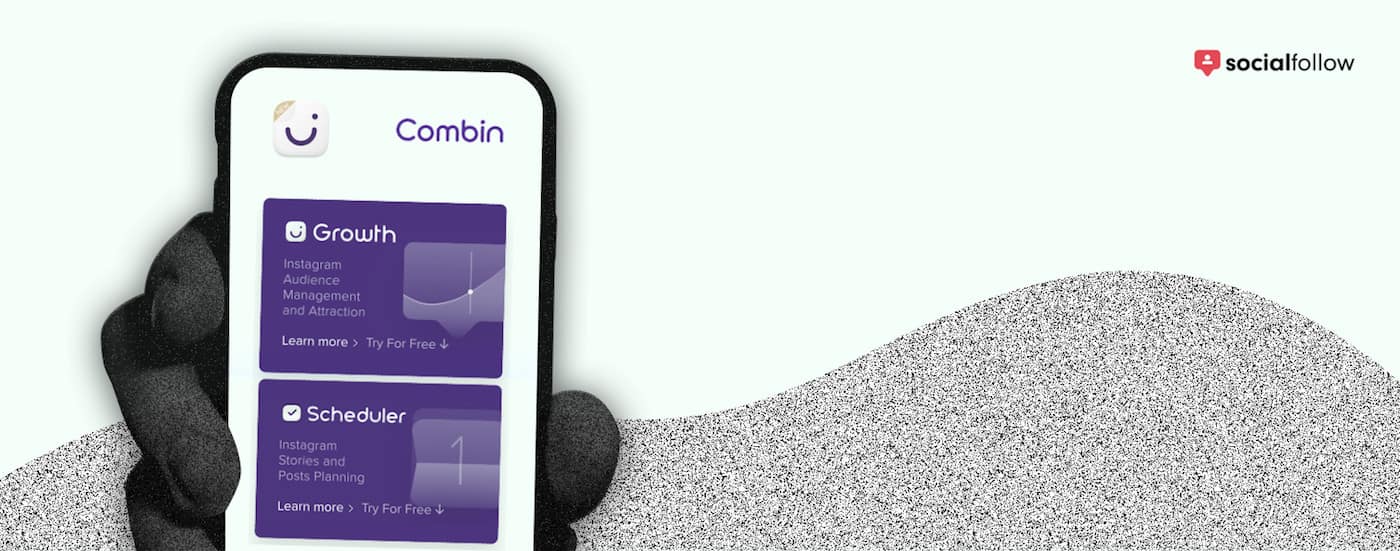 socialfollow
Combin
Growth
Instagram
Audience
Management
and Attraction
Learn more > Try For Free ↓
Scheduler
1
Instagram
Stories and
Posts Planning
Learn more > Try For Free ↓